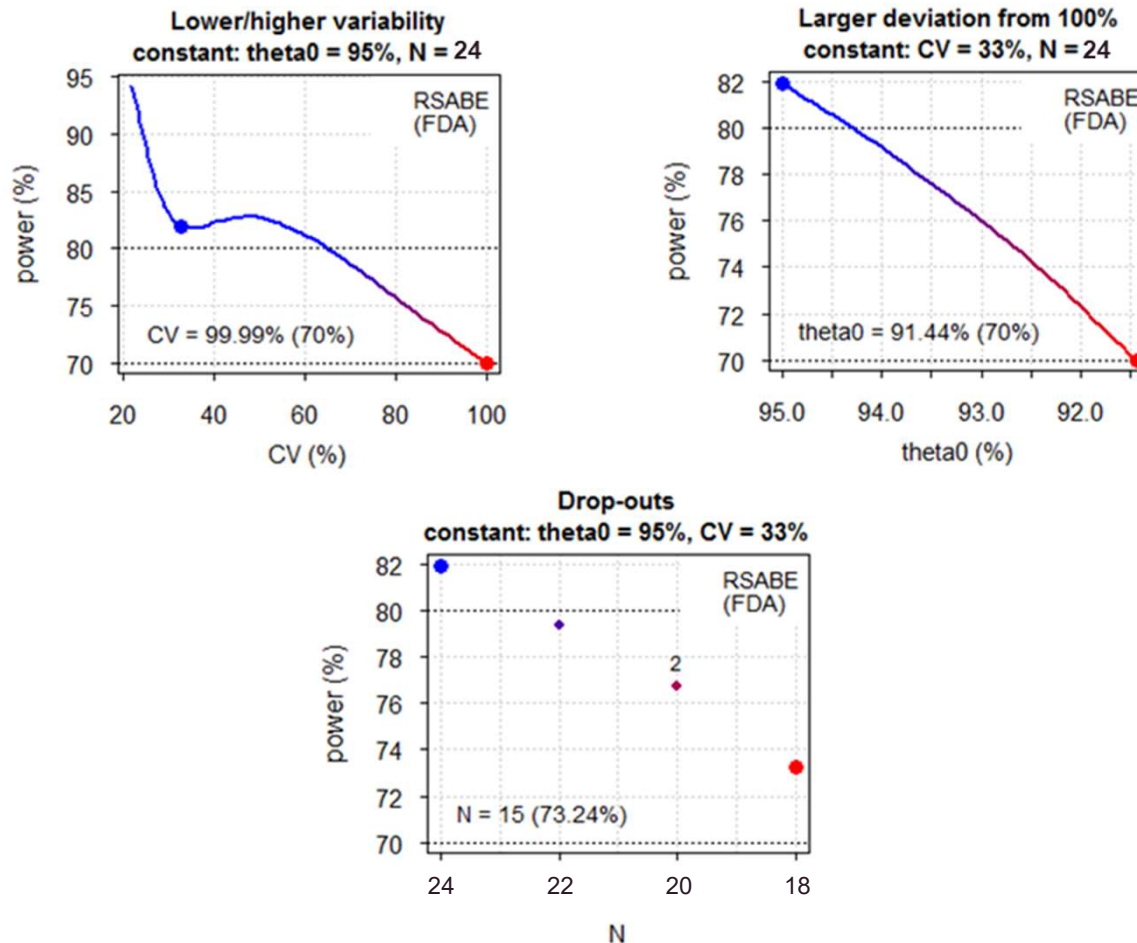 Lower/higher variability
constant: theta0 = 95%, N = 24
95
90
85
80
75
70
power (%)
RSABE
(FDA)
CV = 99.99% (70%)
20 40 60 80 100
CV (%)
Larger deviation from 100%
constant: CV = 33%, N = 24
82
80
78
76
74
72
70
power (%)
RSABE
(FDA)
theta0 = 91.44% (70%)
95.0 94.0 93.0 92.0
theta0 (%)
Drop-outs
constant: theta0 = 95%, CV = 33%
82
80
78
76
74
72
70
power (%)
RSABE
(FDA)
2
N = 15 (73.24%)
24 22 20 18
N